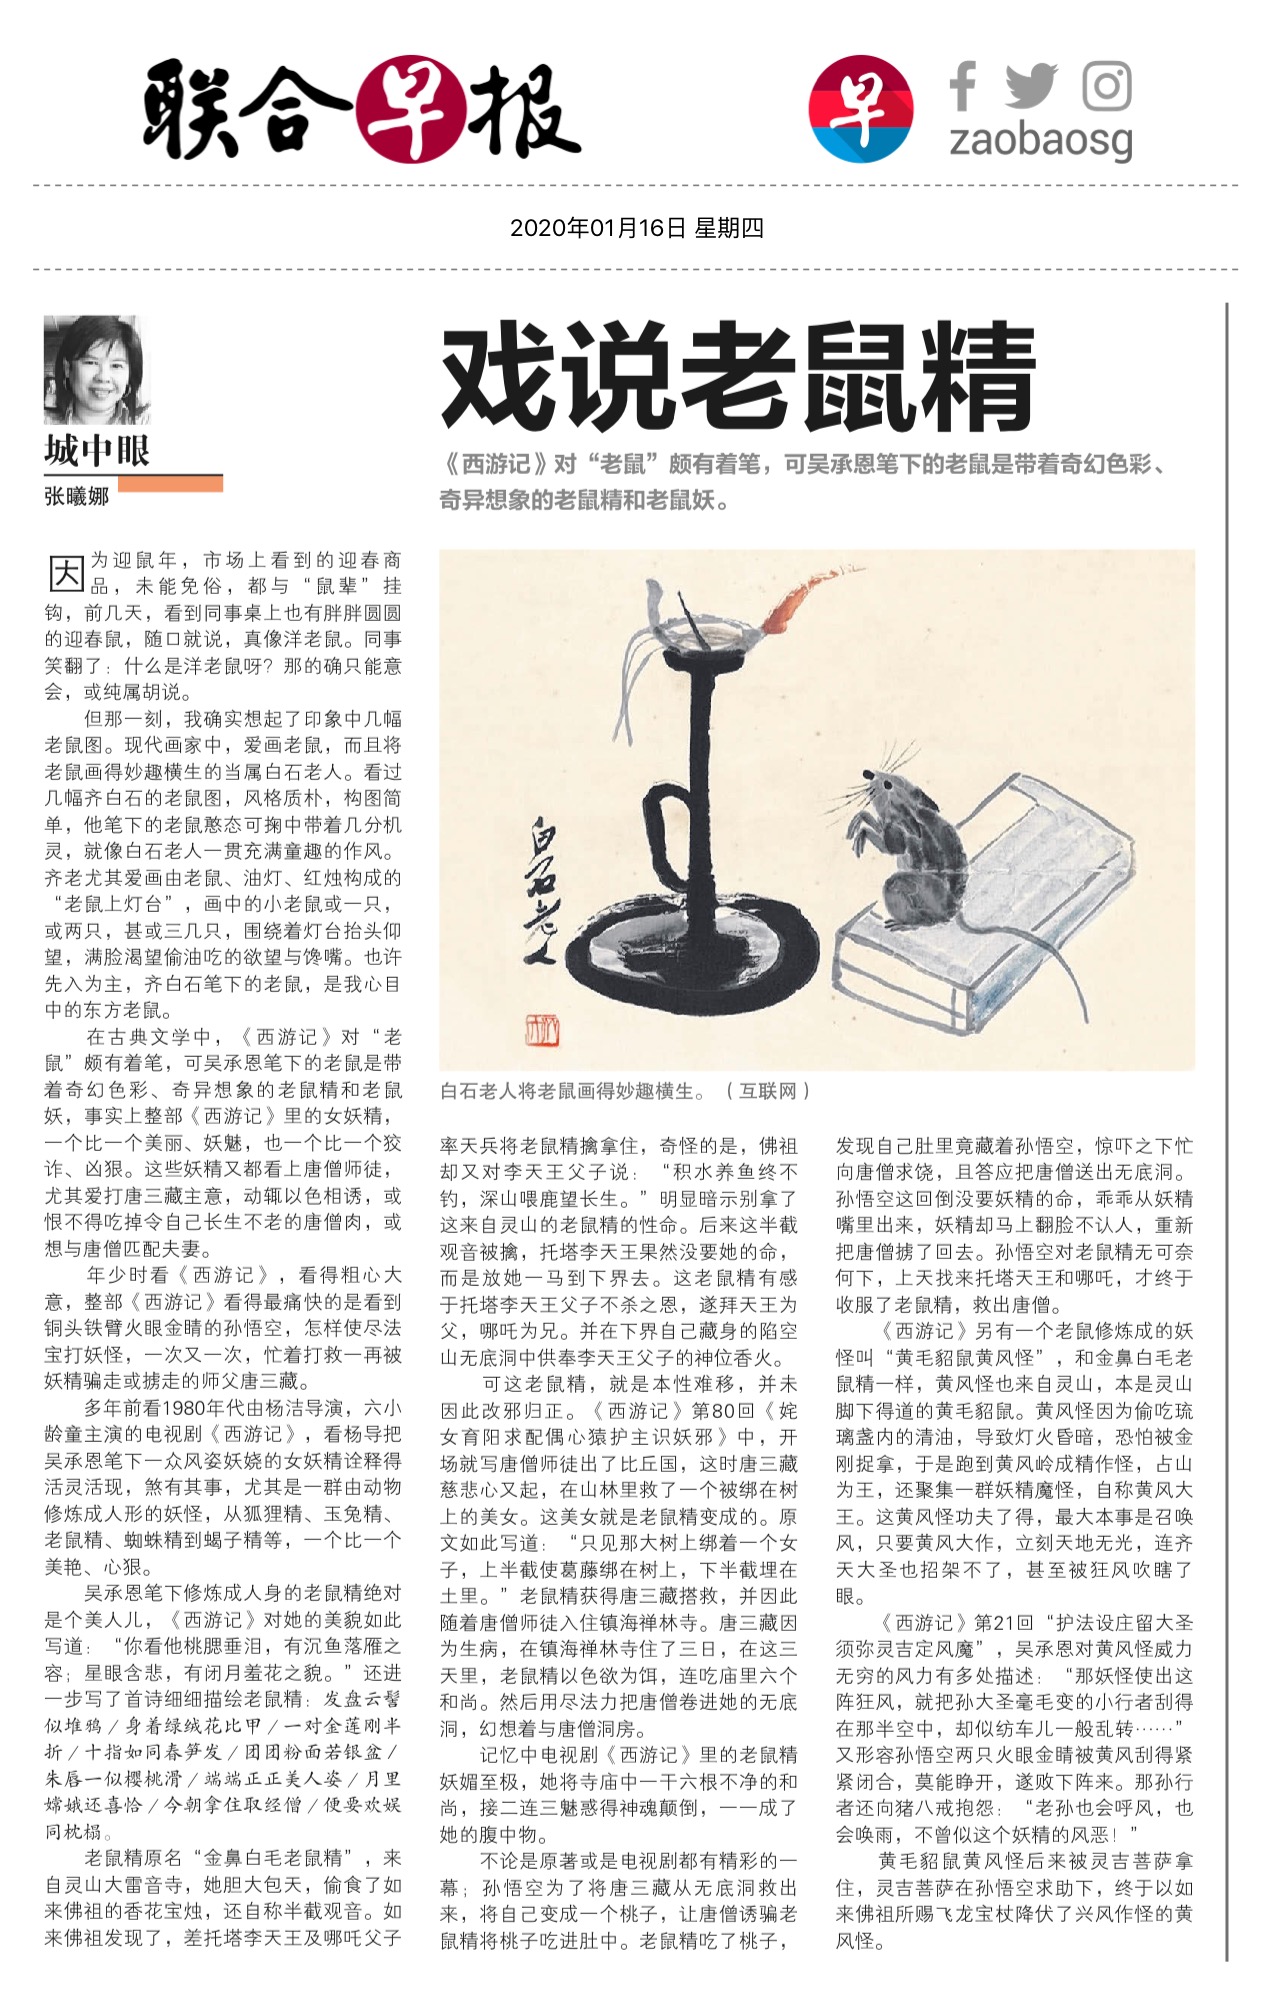 联合早报
早
zaobaosg
2020年01月16日 星期四
城中眼
张曦娜
戏说老鼠精
《西游记》对“老鼠”颇有着笔，可吴承恩笔下的老鼠是带着奇幻色彩、
奇异想象的老鼠精和老鼠妖。
因为迎鼠年，市场上看到的迎春商
品，未能免俗，都与“鼠辈”挂
钩，前几天，看到同事桌上也有胖胖圆圆
的迎春鼠，随口就说，真像洋老鼠。同事
笑翻了：什么是洋老鼠呀？那的确只能意
会，或纯属胡说。
但那一刻，我确实想起了印象中几幅
老鼠图。现代画家中，爱画老鼠，而且将
老鼠画得妙趣横生的当属白石老人。看过
几幅齐白石的老鼠图，风格质朴，构图简
单，他笔下的老鼠憨态可掬中带着几分机
灵，就像白石老人一贯充满童趣的作风。
齐老尤其爱画由老鼠、油灯、红烛构成的
“老鼠上灯台”，画中的小老鼠或一只，
或两只，甚或三几只，围绕着灯台抬头仰
望，满脸渴望偷油吃的欲望与馋嘴。也许
先入为主，齐白石笔下的老鼠，是我心目
中的东方老鼠。
在古典文学中，《西游记》对“老
鼠”颇有着笔，可吴承恩笔下的老鼠是带
着奇幻色彩、奇异想象的老鼠精和老鼠
妖，事实上整部《西游记》里的女妖精，
一个比一个美丽、妖魅，也一个比一个狡
诈、凶狠。这些妖精又都看上唐僧师徒，
尤其爱打唐三藏主意，动辄以色相诱，或
恨不得吃掉令自己长生不老的唐僧肉，或
想与唐僧匹配夫妻。
年少时看《西游记》，看得粗心大
意，整部《西游记》看得最痛快的是看到
铜头铁臂火眼金睛的孙悟空，怎样使尽法
宝打妖怪，一次又一次，忙着打救一再被
妖精骗走或掳走的师父唐三藏。
多年前看1980年代由杨洁导演，六小
龄童主演的电视剧《西游记》，看杨导把
吴承恩笔下一众风姿妖娆的女妖精诠释得
活灵活现，煞有其事，尤其是一群由动物
修炼成人形的妖怪，从狐狸精、玉兔精、
老鼠精、蜘蛛精到蝎子精等，一个比一个
美艳、心狠。
吴承恩笔下修炼成人身的老鼠精绝对
是个美人儿，《西游记》对她的美貌如此
写道：“你看他桃腮垂泪，有沉鱼落雁之
容；星眼含悲，有闭月羞花之貌。”还进
一步写了首诗细细描绘老鼠精：发盘云髻
似堆鸦／身着绿绒花比甲／一对金莲刚半
折／十指如同春笋发／团团粉面若银盆／
朱唇一似樱桃滑／端端正正美人姿／月里
嫦娥还喜恰／今朝拿住取经僧／便要欢娱
同枕榻。
老鼠精原名“金鼻白毛老鼠精”，来
自灵山大雷音寺，她胆大包天，偷食了如
来佛祖的香花宝烛，还自称半截观音。如
来佛祖发现了，差托塔李天王及哪吒父子
白石老人
白石老人将老鼠画得妙趣横生。（互联网）
率天兵将老鼠精擒拿住，奇怪的是，佛祖
却又对李天王父子说：“积水养鱼终不
钓，深山喂鹿望长生。”明显暗示别拿了
这来自灵山的老鼠精的性命。后来这半截
观音被擒，托塔李天王果然没要她的命，
而是放她一马到下界去。这老鼠精有感
于托塔李天王父子不杀之恩，遂拜天王为
父，哪吒为兄。并在下界自己藏身的陷空
山无底洞中供奉李天王父子的神位香火。
可这老鼠精，就是本性难移，并未
因此改邪归正。《西游记》第80回《姹
女育阳求配偶心猿护主识妖邪》中，开
场就写唐僧师徒出了比丘国，这时唐三藏
慈悲心又起，在山林里救了一个被绑在树
上的美女。这美女就是老鼠精变成的。原
文如此写道：“只见那大树上绑着一个女
子，上半截使葛藤绑在树上，下半截埋在
土里。”老鼠精获得唐三藏搭救，并因此
随着唐僧师徒入住镇海禅林寺。唐三藏因
为生病，在镇海禅林寺住了三日，在这三
天里，老鼠精以色欲为饵，连吃庙里六个
和尚。然后用尽法力把唐僧卷进她的无底
洞，幻想着与唐僧洞房。
记忆中电视剧《西游记》里的老鼠精
妖媚至极，她将寺庙中一干六根不净的和
尚，接二连三魅惑得神魂颠倒，一一成了
她的腹中物。
不论是原著或是电视剧都有精彩的一
幕；孙悟空为了将唐三藏从无底洞救出
来，将自己变成一个桃子，让唐僧诱骗老
鼠精将桃子吃进肚中。老鼠精吃了桃子，
发现自己肚里竟藏着孙悟空，惊吓之下忙
向唐僧求饶，且答应把唐僧送出无底洞。
孙悟空这回倒没要妖精的命，乖乖从妖精
嘴里出来，妖精却马上翻脸不认人，重新
把唐僧掳了回去。孙悟空对老鼠精无可奈
何下，上天找来托塔天王和哪吒，才终于
收服了老鼠精，救出唐僧。
《西游记》另有一个老鼠修炼成的妖
怪叫“黄毛貂鼠黄风怪”，和金鼻白毛老
鼠精一样，黄风怪也来自灵山，本是灵山
脚下得道的黄毛貂鼠。黄风怪因为偷吃琉
璃盏内的清油，导致灯火昏暗，恐怕被金
刚捉拿，于是跑到黄风岭成精作怪，占山
为王，还聚集一群妖精魔怪，自称黄风大
王。这黄风怪功夫了得，最大本事是召唤
风，只要黄风大作，立刻天地无光，连齐
天大圣也招架不了，甚至被狂风吹瞎了
眼。
《西游记》第21回“护法设庄留大圣
须弥灵吉定风魔”，吴承恩对黄风怪威力
无穷的风力有多处描述：“那妖怪使出这
阵狂风，就把孙大圣毫毛变的小行者刮得
在那半空中，却似纺车儿一般乱转……”
又形容孙悟空两只火眼金睛被黄风刮得紧
紧闭合，莫能睁开，遂败下阵来。那孙行
者还向猪八戒抱怨：“老孙也会呼风，也
会唤雨，不曾似这个妖精的风恶！”
黄毛貂鼠黄风怪后来被灵吉菩萨拿
住，灵吉菩萨在孙悟空求助下，终于以如
来佛祖所赐飞龙宝杖降伏了兴风作怪的黄
风怪。